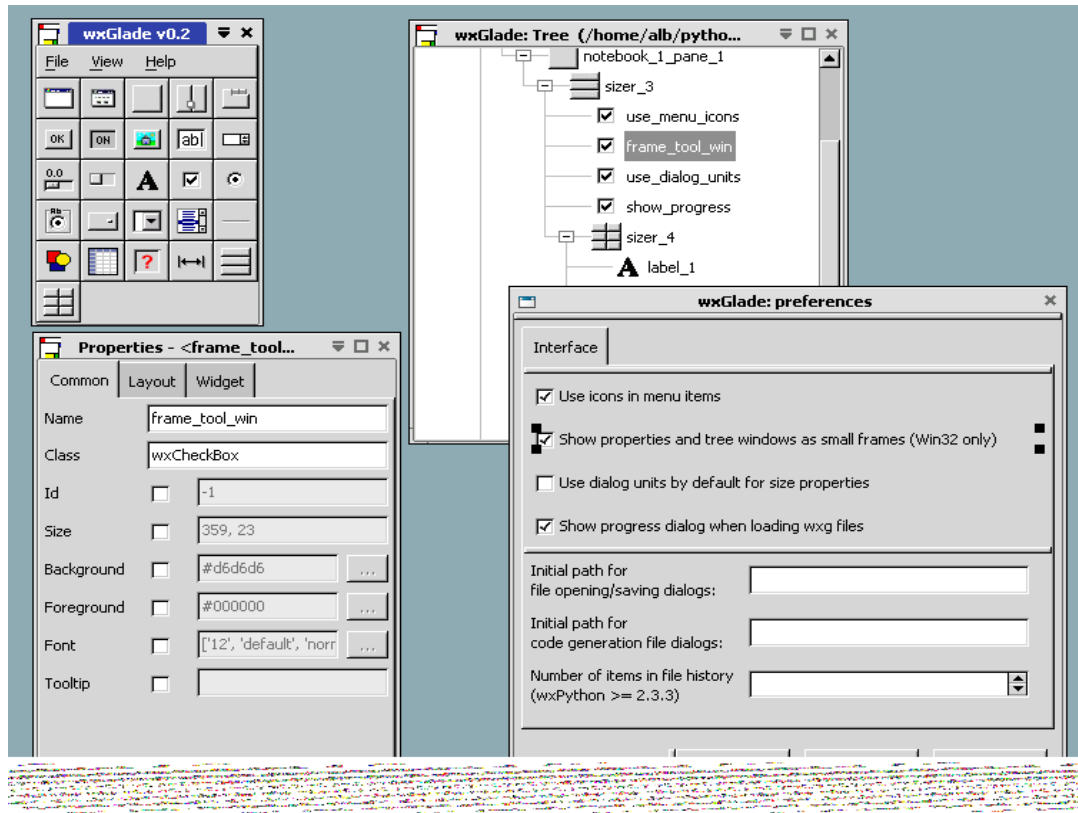 wxGlade v0.2
File View Help
OK ON ab
0.0 A
Rb
?
wxGlade: Tree (/home/alb/pytho...
notebook_1_pane_1
sizer_3
use_menu_icons
frame_tool_win
use_dialog_units
show_progress
sizer_4
A label_1
Properties - <frame_tool...
Common Layout Widget
Name frame_tool_win
Class wxCheckBox
Id -1
Size 359, 23
Background #d6d6d6 ...
Foreground #000000 ...
Font ['12', 'default', 'norr ...
Tooltip
wxGlade: preferences
Interface
Use icons in menu items
Show properties and tree windows as small frames (Win32 only)
Use dialog units by default for size properties
Show progress dialog when loading wxg files
Initial path for
file opening/saving dialogs:
Initial path for
code generation file dialogs:
Number of items in file history
(wxPython >= 2.3.3)